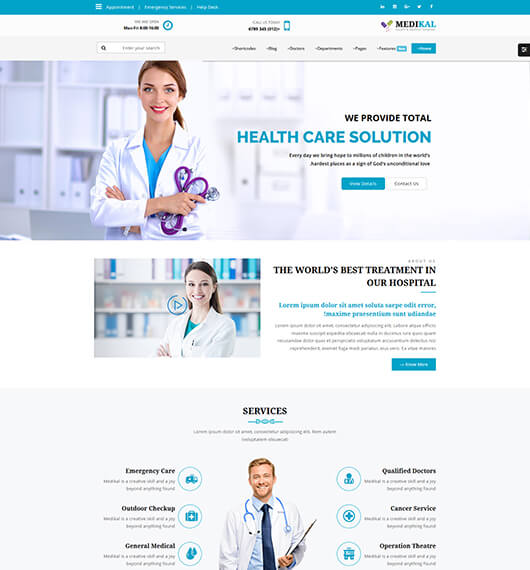 Appointment | Emergency Services | Help Desk
WE ARE OPEN
Mon-Fri 8:00-16:00
CALL US TODAY!
MEDIKAL
Enter your search
Shortcodes
Blog
Doctors
Departments
Pages
Features
Home
WE PROVIDE TOTAL
HEALTH CARE SOLUTION
Every day we bring hope to millions of children in the world's
.hardest places as a sign of God's unconditional love
View Details
Contact Us
ABOUT US
THE WORLD'S BEST TREATMENT IN
OUR HOSPITAL
Lorem ipsum dolor sit amet soluta sarpe odit error,
!maxime praesentium sunt udiandae
Lorem ipsum dolor sit amet, consectetur adipisicing elit. Labore atque officiis
maxime suscipit expedita obcaecati nulla in ducimus iure quos quam recusandae
dolor quas et perspiciatis voluptatum accusantium delectus nisi
reprehenderit, eveniet fuga modi pariatur, eius vero. Ea vitae maiores
Know More
SERVICES
Lorem ipsum dolor sit amet, consectetur adipisicing elit autem
voluptatem obcaecati!
Emergency Care
Medikal is a creative skill and a joy
beyond anything found
Outdoor Checkup
Medikal is a creative skill and a joy
beyond anything found
General Medical
Medikal is a creative skill and a joy
beyond anything found
Qualified Doctors
Medikal is a creative skill and a joy
beyond anything found
Cancer Service
Medikal is a creative skill and a joy
beyond anything found
Operation Theatre
Medikal is a creative skill and a joy
beyond anything found